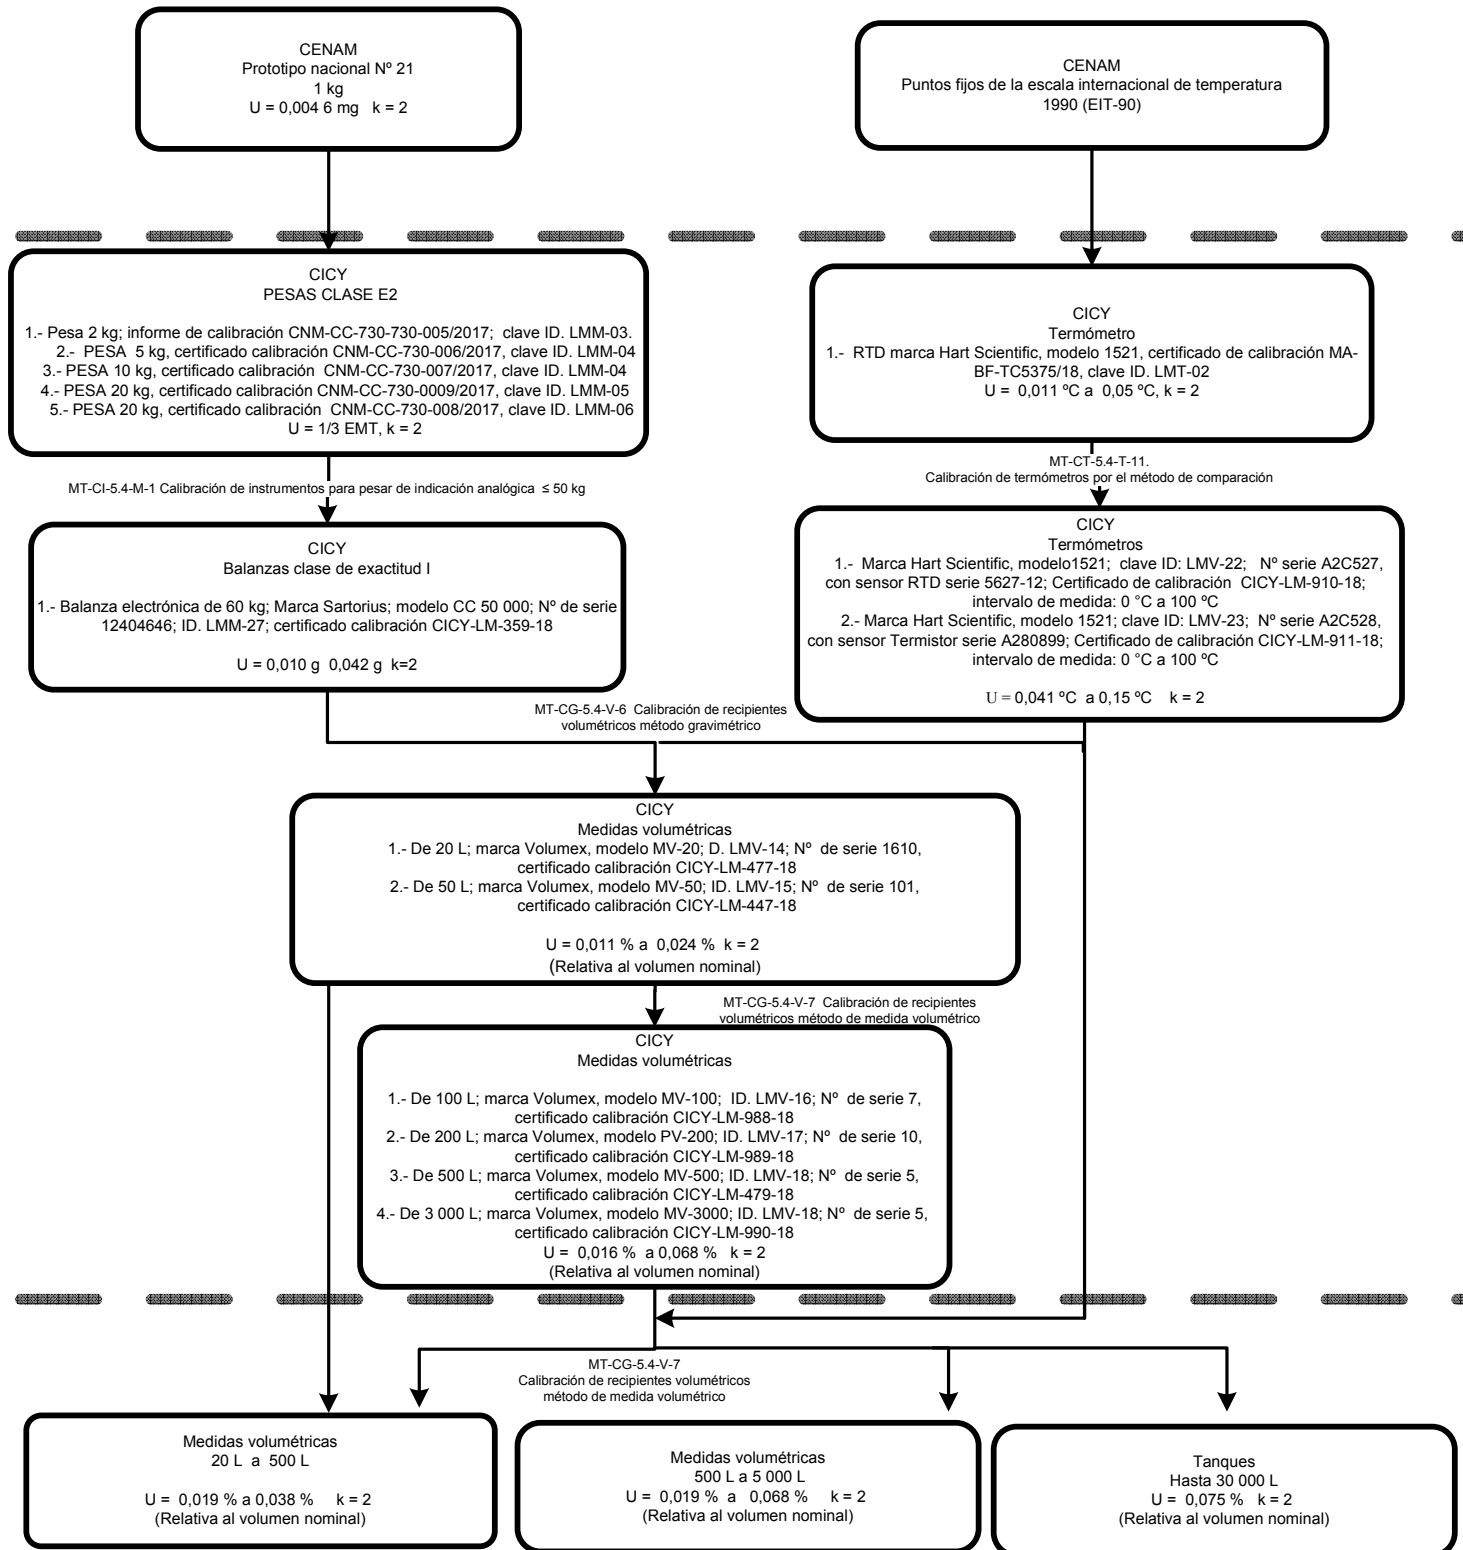 CENAM
Prototipo nacional Nº 21
1 kg
U = 0,004 6 mg k = 2
CENAM
Puntos fijos de la escala internacional de temperatura
1990 (EIT-90)
CICY
PESAS CLASE E2
1.- Pesa 2 kg; informe de calibración CNM-CC-730-730-005/2017; clave ID. LMM-03.
2.- PESA 5 kg, certificado calibración CNM-CC-730-006/2017, clave ID. LMM-04
3.- PESA 10 kg, certificado calibración CNM-CC-730-007/2017, clave ID. LMM-04
4.- PESA 20 kg, certificado calibración CNM-CC-730-0009/2017, clave ID. LMM-05
5.- PESA 20 kg, certificado calibración CNM-CC-730-008/2017, clave ID. LMM-06
U = 1/3 EMT, k = 2
CICY
Termómetro
1.- RTD marca Hart Scientific, modelo 1521, certificado de calibración MA-
BF-TC5375/18, clave ID. LMT-02
U = 0,011 ºC a 0,05 ºC, k = 2
MT-CI-5.4-M-1 Calibración de instrumentos para pesar de indicación analógica ≤ 50 kg
MT-CT-5.4-T-11.
Calibración de termómetros por el método de comparación
CICY
Balanzas clase de exactitud I
1.- Balanza electrónica de 60 kg; Marca Sartorius; modelo CC 50 000; Nº de serie
12404646; ID. LMM-27; certificado calibración CICY-LM-359-18
U = 0,010 g 0,042 g k=2
CICY
Termómetros
1.- Marca Hart Scientific, modelo1521; clave ID: LMV-22; Nº serie A2C527,
con sensor RTD serie 5627-12; Certificado de calibración CICY-LM-910-18;
intervalo de medida: 0 °C a 100 ºC
2.- Marca Hart Scientific, modelo 1521; clave ID: LMV-23; Nº serie A2C528,
con sensor Termistor serie A280899; Certificado de calibración CICY-LM-911-18;
intervalo de medida: 0 °C a 100 ºC
U = 0,041 ºC a 0,15 ºC k = 2
MT-CG-5.4-V-6 Calibración de recipientes
volumétricos método gravimétrico
CICY
Medidas volumétricas
1.- De 20 L; marca Volumex, modelo MV-20; D. LMV-14; Nº de serie 1610,
certificado calibración CICY-LM-477-18
2.- De 50 L; marca Volumex, modelo MV-50; ID. LMV-15; Nº de serie 101,
certificado calibración CICY-LM-447-18
U = 0,011 % a 0,024 % k = 2
(Relativa al volumen nominal)
MT-CG-5.4-V-7 Calibración de recipientes
volumétricos método de medida volumétrico
CICY
Medidas volumétricas
1.- De 100 L; marca Volumex, modelo MV-100; ID. LMV-16; Nº de serie 7,
certificado calibración CICY-LM-988-18
2.- De 200 L; marca Volumex, modelo PV-200; ID. LMV-17; Nº de serie 10,
certificado calibración CICY-LM-989-18
3.- De 500 L; marca Volumex, modelo MV-500; ID. LMV-18; Nº de serie 5,
certificado calibración CICY-LM-479-18
4.- De 3 000 L; marca Volumex, modelo MV-3000; ID. LMV-18; Nº de serie 5,
certificado calibración CICY-LM-990-18
U = 0,016 % a 0,068 % k = 2
(Relativa al volumen nominal)
MT-CG-5.4-V-7
Calibración de recipientes volumétricos
método de medida volumétrico
Medidas volumétricas
20 L a 500 L
U = 0,019 % a 0,038 % k = 2
(Relativa al volumen nominal)
Medidas volumétricas
500 L a 5 000 L
U = 0,019 % a 0,068 % k = 2
(Relativa al volumen nominal)
Tanques
Hasta 30 000 L
U = 0,075 % k = 2
(Relativa al volumen nominal)